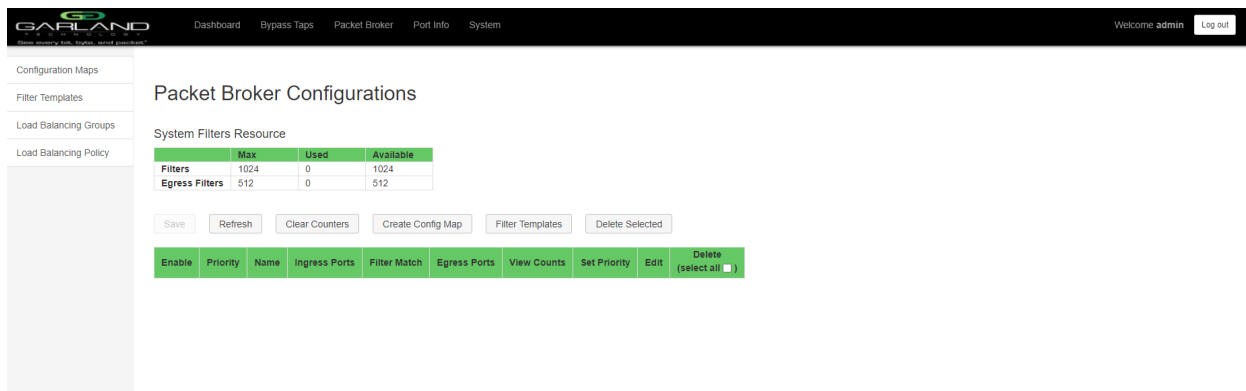 GARLAND
TECHNOLOGY
See every bit, byte, and packet®
Dashboard Bypass Taps Packet Broker Port Info System
Welcome admin Log out
Configuration Maps
Filter Templates
Load Balancing Groups
Load Balancing Policy
Packet Broker Configurations
System Filters Resource
Max Used Available
Filters 1024 0 1024
Egress Filters 512 0 512
Save Refresh Clear Counters Create Config Map Filter Templates Delete Selected
Enable Priority Name Ingress Ports Filter Match Egress Ports View Counts Set Priority Edit Delete
(select all )